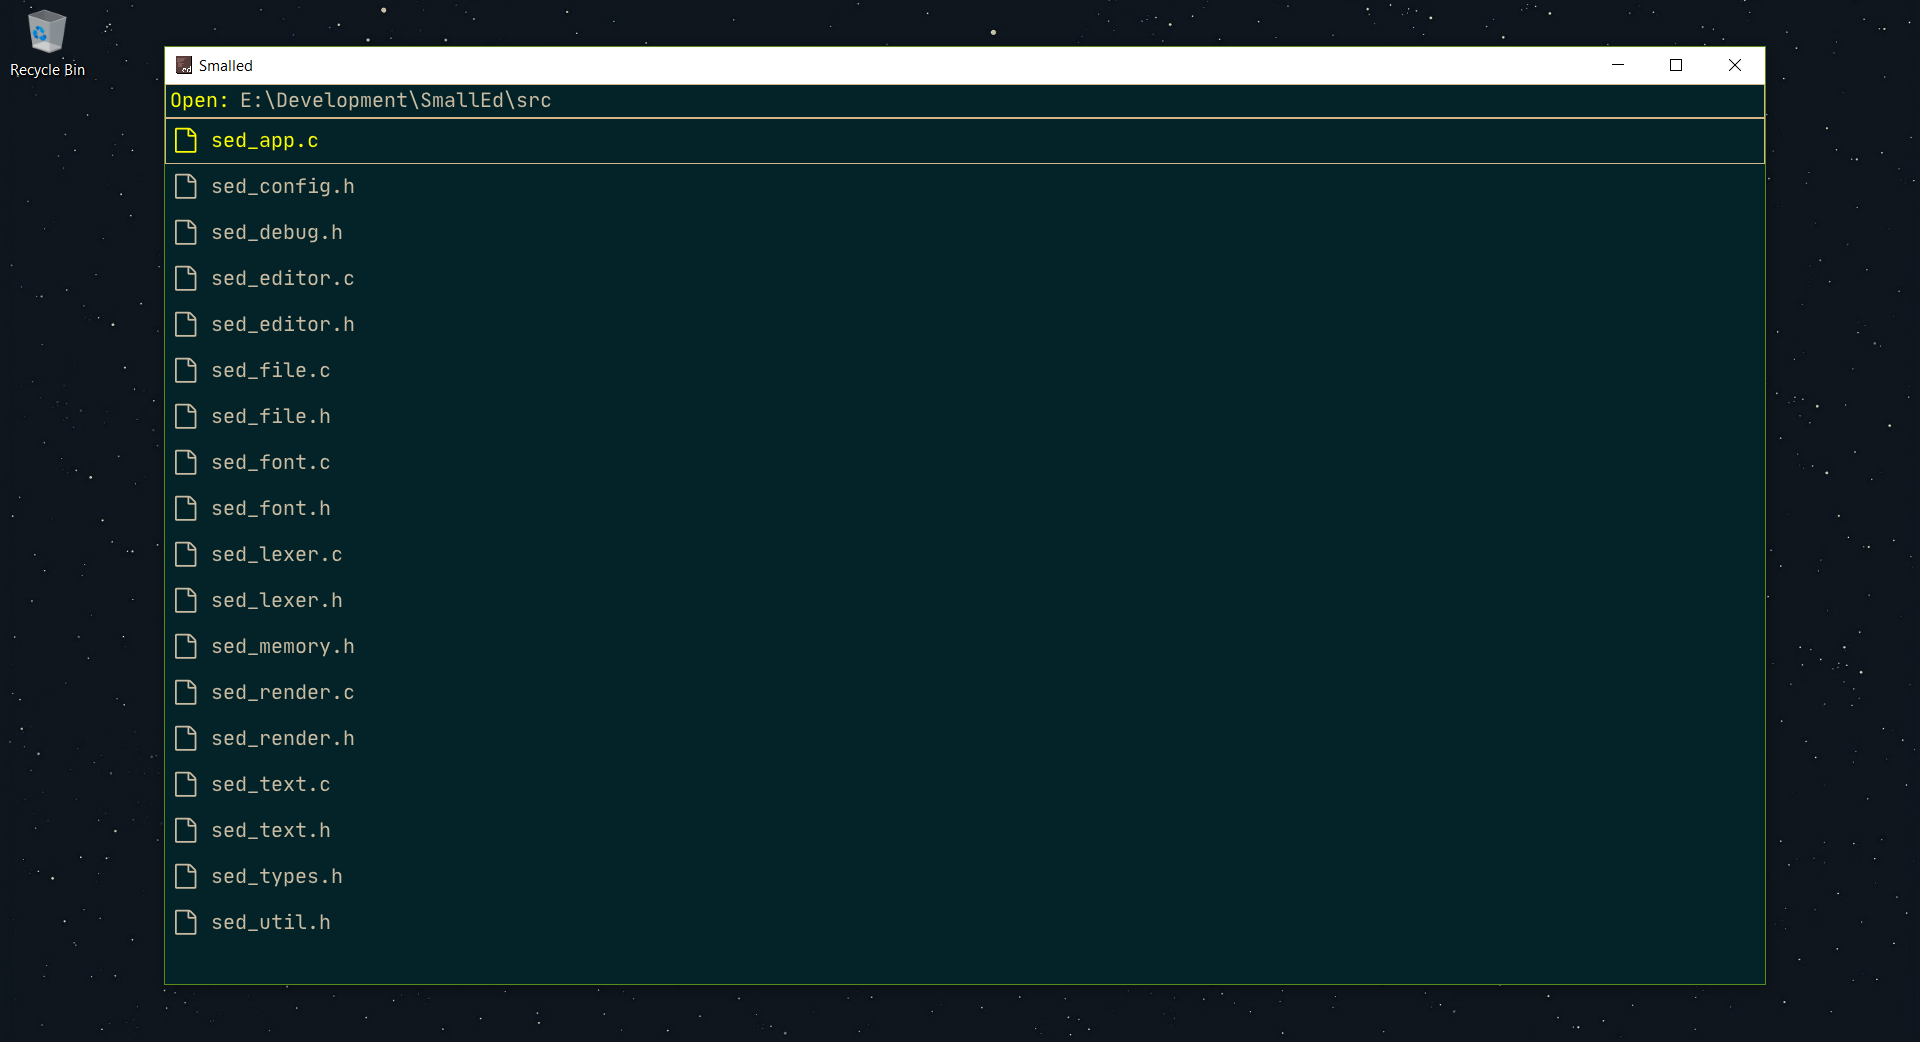 Recycle Bin
Smalled
Open: E:\Development\SmallEd\src
sed_app.c
sed_config.h
sed_debug.h
sed_editor.c
sed_editor.h
sed_file.c
sed_file.h
sed_font.c
sed_font.h
sed_lexer.c
sed_lexer.h
sed_memory.h
sed_render.c
sed_render.h
sed_text.c
sed_text.h
sed_types.h
sed_util.h